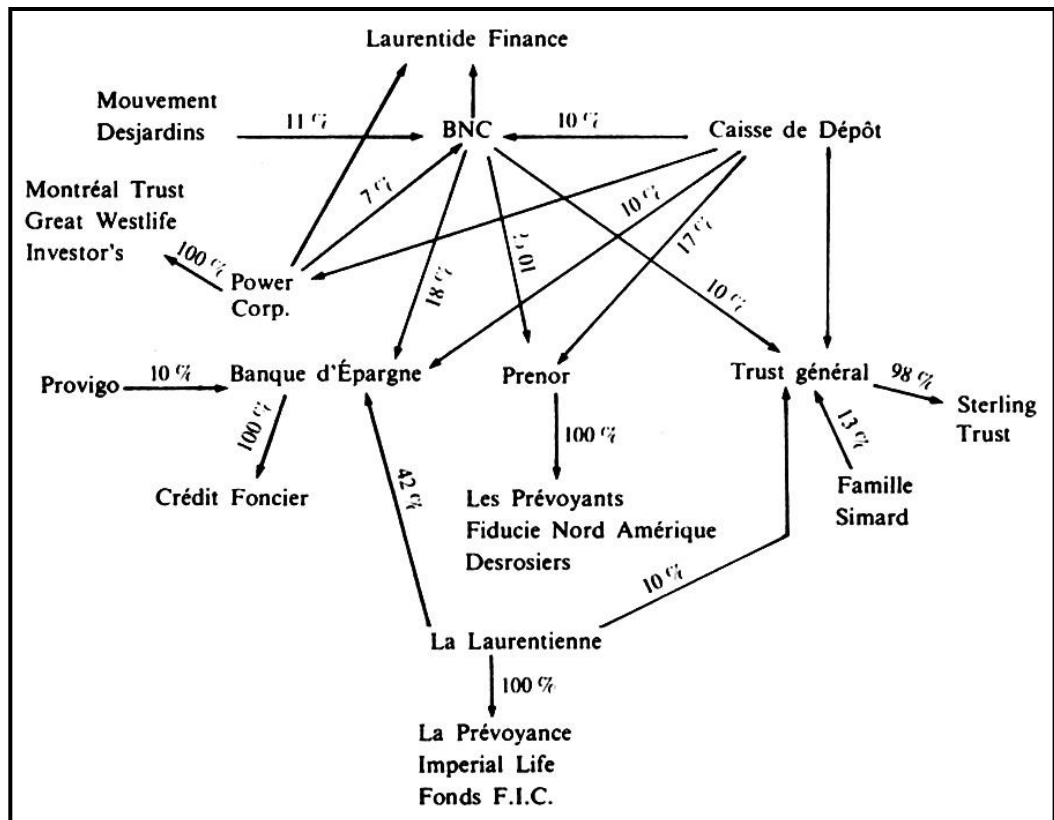 Laurentide Finance
Mouvement
Desjardins
11 %
BNC
10 %
Caisse de Dépôt
Montréal Trust
Great Westlife
Investor's
100 %
Power
Corp.
7 %
18 %
10 %
10 %
17 %
10 %
Provigo
10 %
Banque d'Épargne
Prenor
Trust général
98 %
Sterling
Trust
100 %
Crédit Foncier
42 %
100 %
Les Prévoyants
Fiducie Nord Amérique
Desrosiers
13 %
Famille
Simard
10 %
La Laurentienne
100 %
La Prévoyance
Imperial Life
Fonds F.I.C.